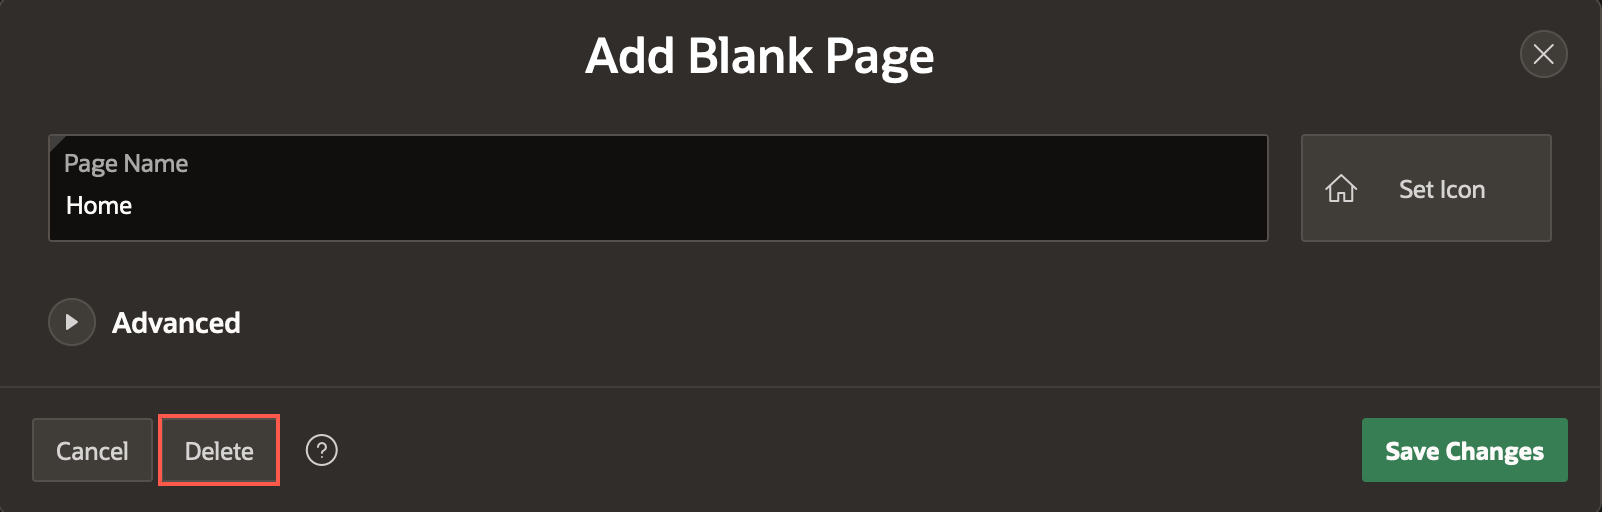 Add Blank Page
Page Name
Home
Set Icon
Advanced
Cancel
Delete
?
Save Changes